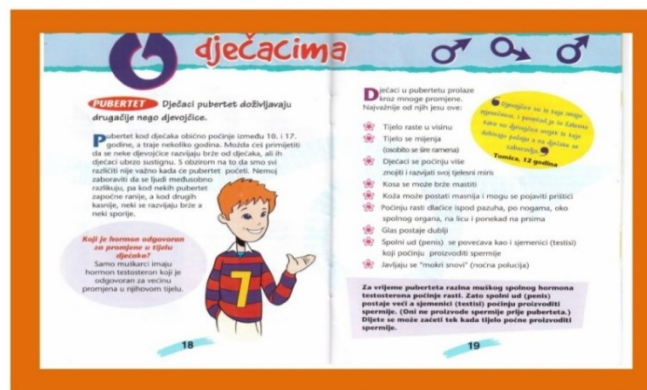 O dječacima
PUBERTET Dječaci pubertet doživljavaju
drugačije nego djevojčice.
Pubertet kod dječaka obično počinje između 10. i 17.
godine, a traje nekoliko godina. Možda ćeš primijetiti
da se neke djevojčice razvijaju brže od dječaka, ali ih
dječaci ubrzo sustignu. S obzirom na to da smo svi
različiti nije važno kada će pubertet početi. Nemoj
zaboraviti da se ljudi međusobno
razlikuju, pa kod nekih pubertet
započne ranije, a kod drugih
kasnije, neki se razvijaju brže a
neki sporije.
Koji je hormon odgovoran
za promjene u tijelu
dječaka?
Samo muškarci imaju
hormon testosteron koji je
odgovoran za većinu
promjena u njihovom tijelu.
7
18
Dječaci u pubertetu prolaze
kroz mnoge promjene.
Najvažnije od njih jesu ove:
Tijelo raste u visinu
Tijelo se mijenja
(osobito se šire ramena)
Dječaci se počinju više
znojiti i razvijati svoj tjelesni miris
Kosa se može brže mastiti
Koža može postati masnija i mogu se pojaviti prištići
Počinju rasti dlačice ispod pazuha, po nogama, oko
spolnog organa, na licu i ponekad na prsima
Glas postaje dublji
Spolni ud (penis) se povećava kao i sjemenici (testisi)
koji počinju proizvoditi spermije
Javljaju se "mokri snovi" (noćna polucija)
Tomica, 12 godina
Za vrijeme puberteta razina muškog spolnog hormona
testosterona počinje rasti. Zato spolni ud (penis)
postaje veći a sjemenici (testisi) počinju proizvoditi
spermije. (Oni ne proizvode spermije prije puberteta.)
Dijete se može začeti tek kada tijelo počne proizvoditi
spermije.
19